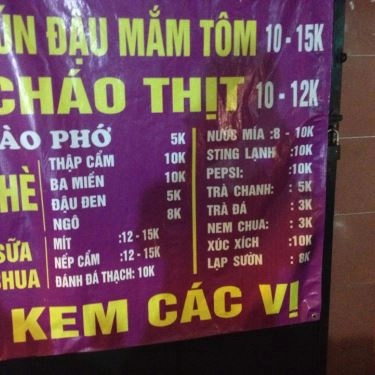 ÚN ĐẬU MẮM TÔM 10-15K
CHÁO THỊT 10-12K
ÀO PHỚ 5K
HÈ
THẬP CẨM 10K
BA MIỀN 10K
ĐẬU ĐEN 5K
NGÔ 8K
SỮA
CHUA
MÍT :12-15K
NẾP CẨM :12-15K
ĐÁNH ĐÁ THẠCH: 10K
NƯỚC MÍA :8-10K
STING LẠNH :10K
PEPSI: :10K
TRÀ CHANH: :5K
TRÀ ĐÁ : 3K
NEM CHUA: : 3K
XÚC XÍCH :10K
LẠP SƯỜN : 8K
KEM CÁC VỊ